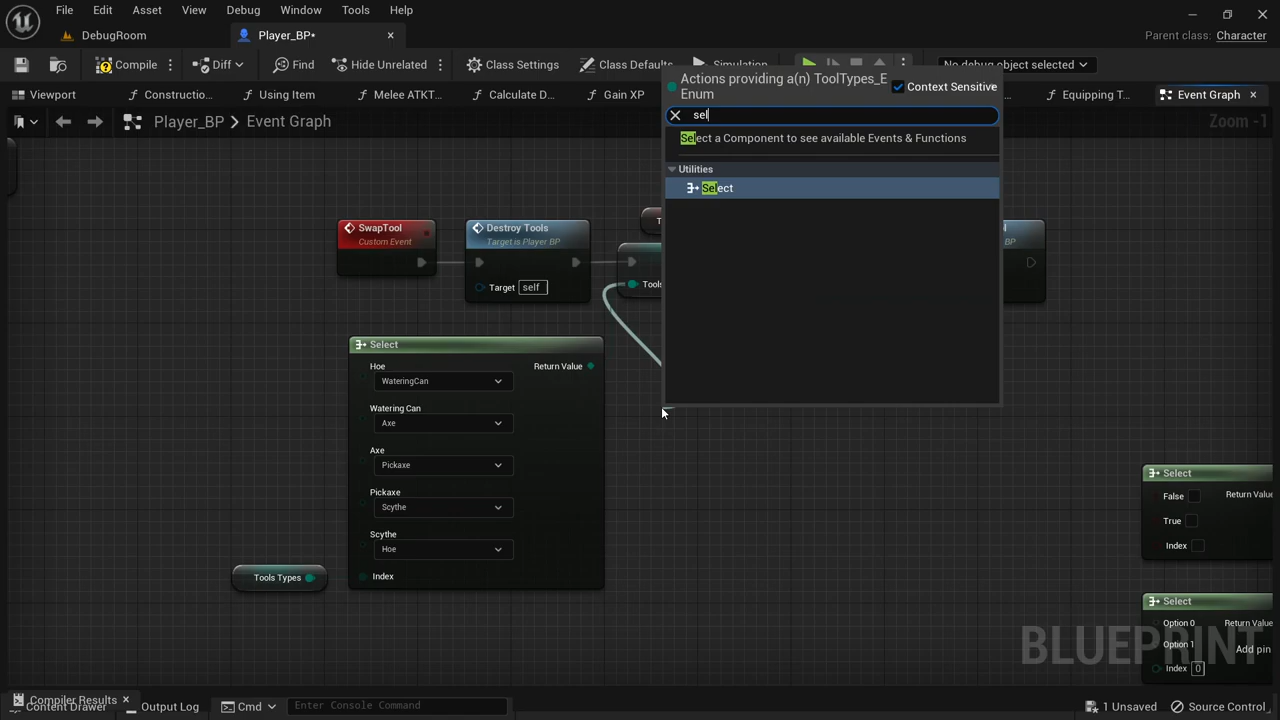 File Edit Asset View Debug Window Tools Help
DebugRoom
Player_BP•
Parent class: Character
Compile
Diff
Find
Hide Unrelated
Class Settings
Class Defaults
Simulation
No debug object selected
Viewport
Constructio...
Using Item
Melee ATKT...
Calculate D...
Gain XP
Equipping T...
Event Graph
Player_BP
Event Graph
Zoom -1
Actions providing a(n) ToolTypes_E
Enum
Context Sensitive
sel
Select a Component to see available Events & Functions
Utilities
Select
SwapTool
Custom Event
Destroy Tools
Target is Player BP
Target self
T
Tools
BP
Select
Hoe
WateringCan
Return Value
Watering Can
Axe
Axe
Pickaxe
Pickaxe
Scythe
Scythe
Hoe
Index
Tools Types
Select
False
Return Value
True
Index
Select
Option 0
Return Value
Option 1
Add pin
Index 0
BLUEPRINT
Compiler Results
Content Drawer
Output Log
Cmd
Enter Console Command
1 Unsaved
Source Control